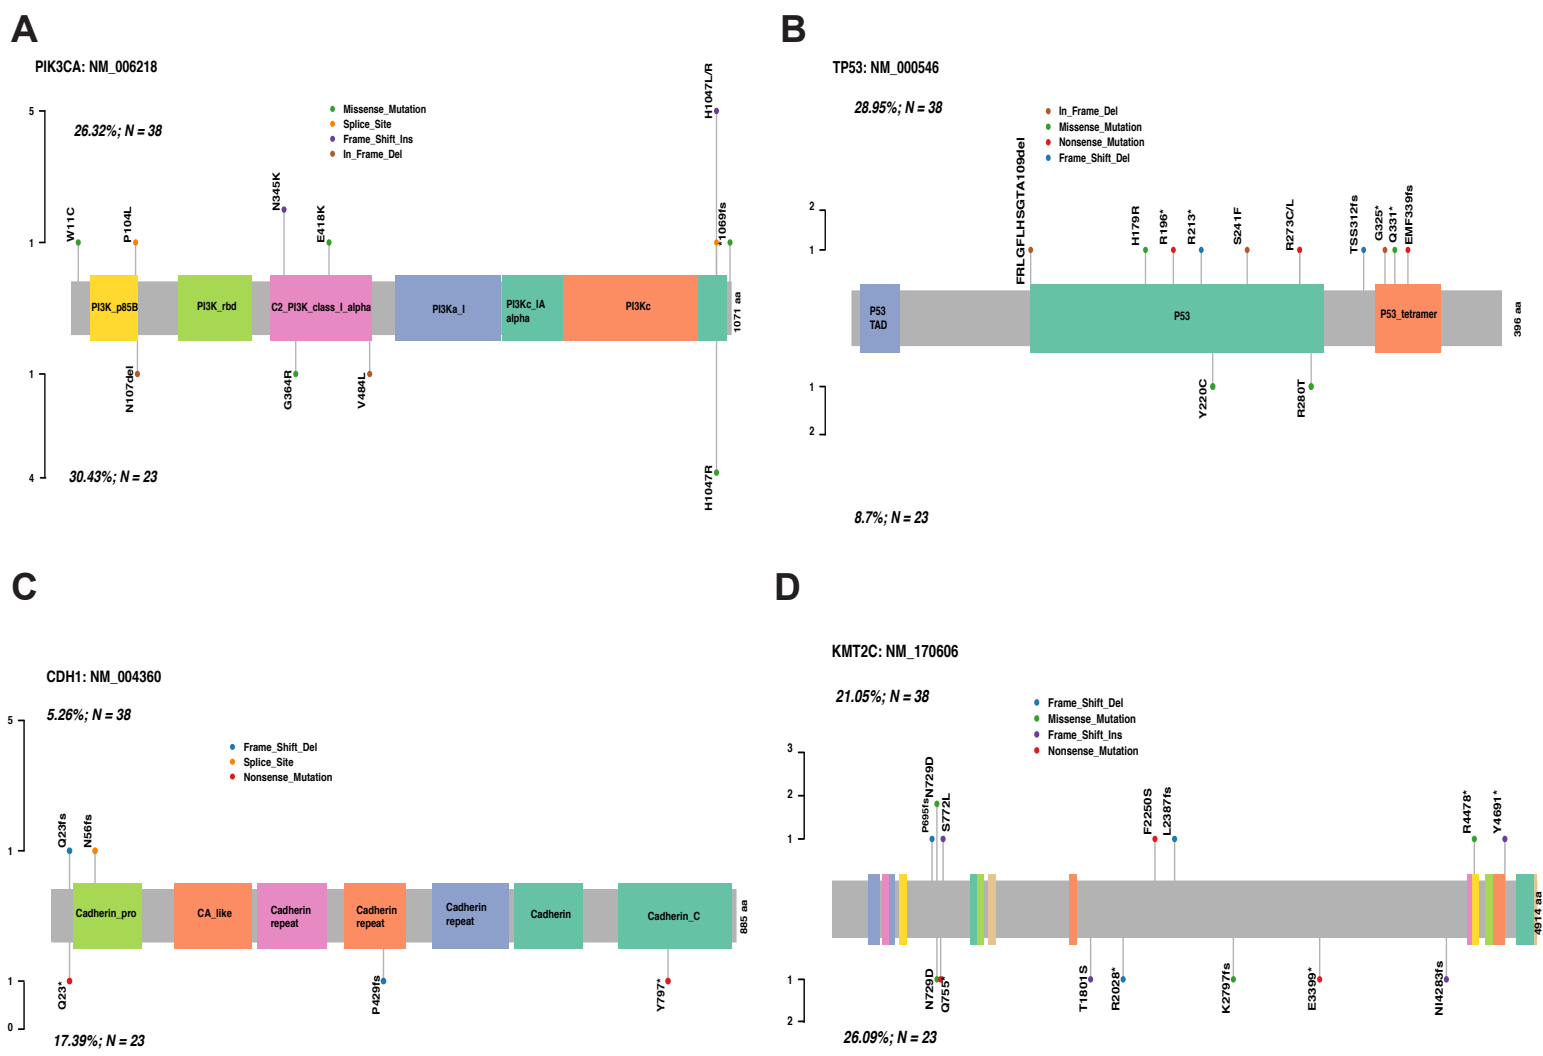 A
PIK3CA: NM_006218
26.32%; N = 38
Missense_Mutation
Splice_Site
Frame_Shift_Ins
In_Frame_Del
5
1
W11C
P104L
N345K
E418K
H1047L/R
*1069fs
PI3K_p85B
PI3K_rbd
C2_PI3K_class_I_alpha
PI3Ka_I
PI3Kc_IA
alpha
PI3Kc
1071 aa
1
4
N107del
G364R
V484L
H1047R
30.43%; N = 23
B
TP53: NM_000546
28.95%; N = 38
In_Frame_Del
Missense_Mutation
Nonsense_Mutation
Frame_Shift_Del
2
1
FRLGFLHSGTA109del
H179R
R196*
R213*
S241F
R273C/L
TSS312fs
G325*
Q331*
EMF339fs
P53
TAD
P53
P53_tetramer
396 aa
1
2
Y220C
R280T
8.7%; N = 23
C
CDH1: NM_004360
5.26%; N = 38
Frame_Shift_Del
Splice_Site
Nonsense_Mutation
5
1
Q23fs
N56fs
Cadherin_pro
CA_like
Cadherin
repeat
Cadherin
repeat
Cadherin
repeat
Cadherin
Cadherin_C
885 aa
1
0
Q23*
P429fs
Y797*
17.39%; N = 23
D
KMT2C: NM_170606
21.05%; N = 38
Frame_Shift_Del
Missense_Mutation
Frame_Shift_Ins
Nonsense_Mutation
3
2
1
P695fs
N729D
S772L
F2250S
L2387fs
R4478*
Y4691*
4914 aa
1
2
N729D
Q755*
T1801S
R2028*
K2797fs
E3399*
NI4283fs
26.09%; N = 23